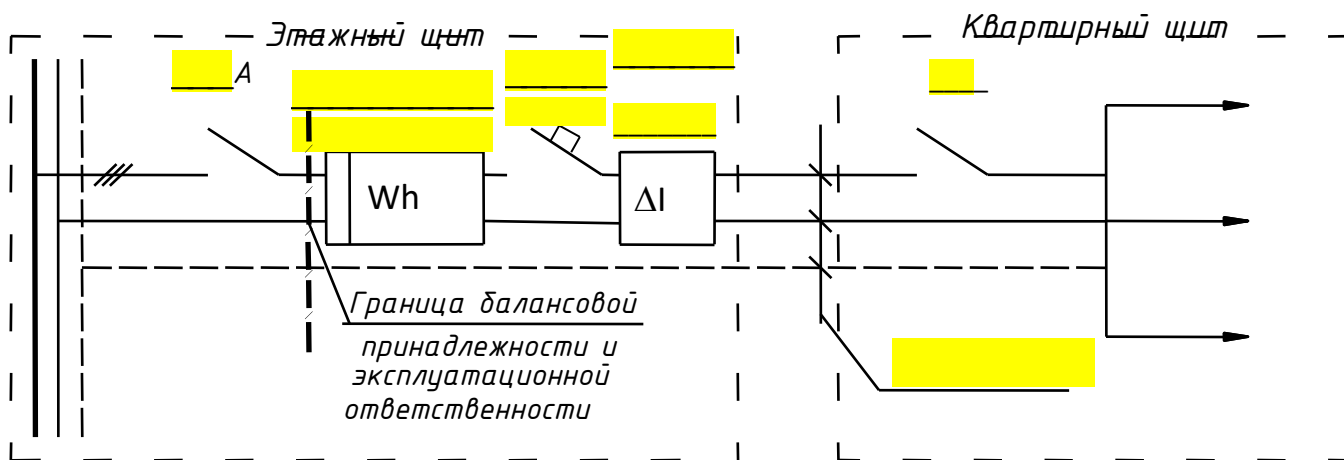 Этажный щит
Квартирный щит
А
Wh
ΔI
Граница балансовой
принадлежности и
эксплуатационной
ответственности